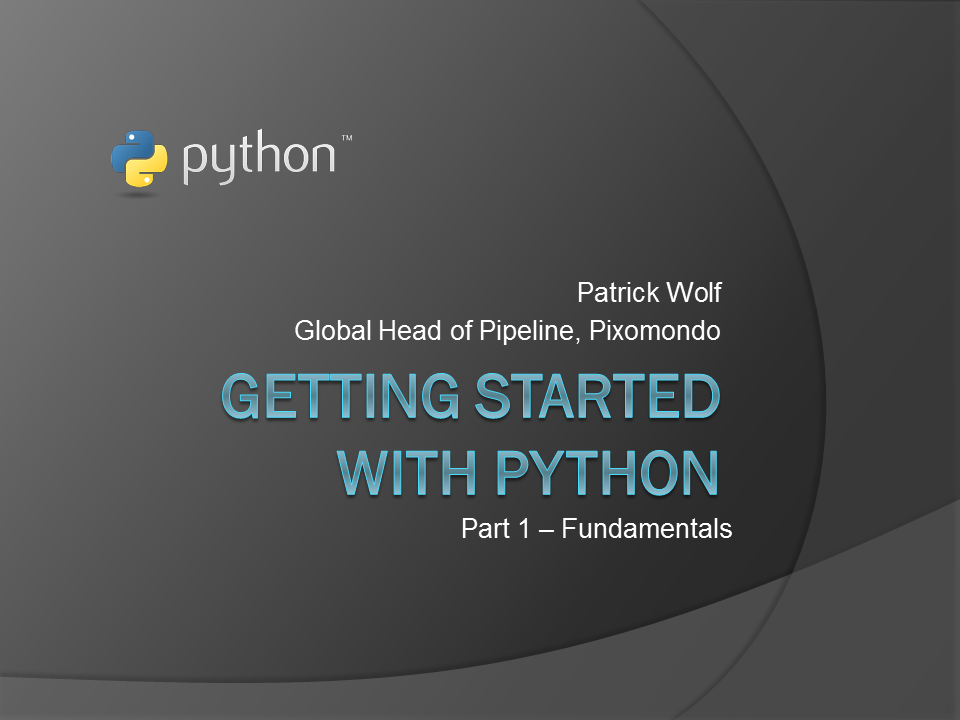 python™
Patrick Wolf
Global Head of Pipeline, Pixomondo
GETTING STARTED
WITH PYTHON
Part 1 – Fundamentals